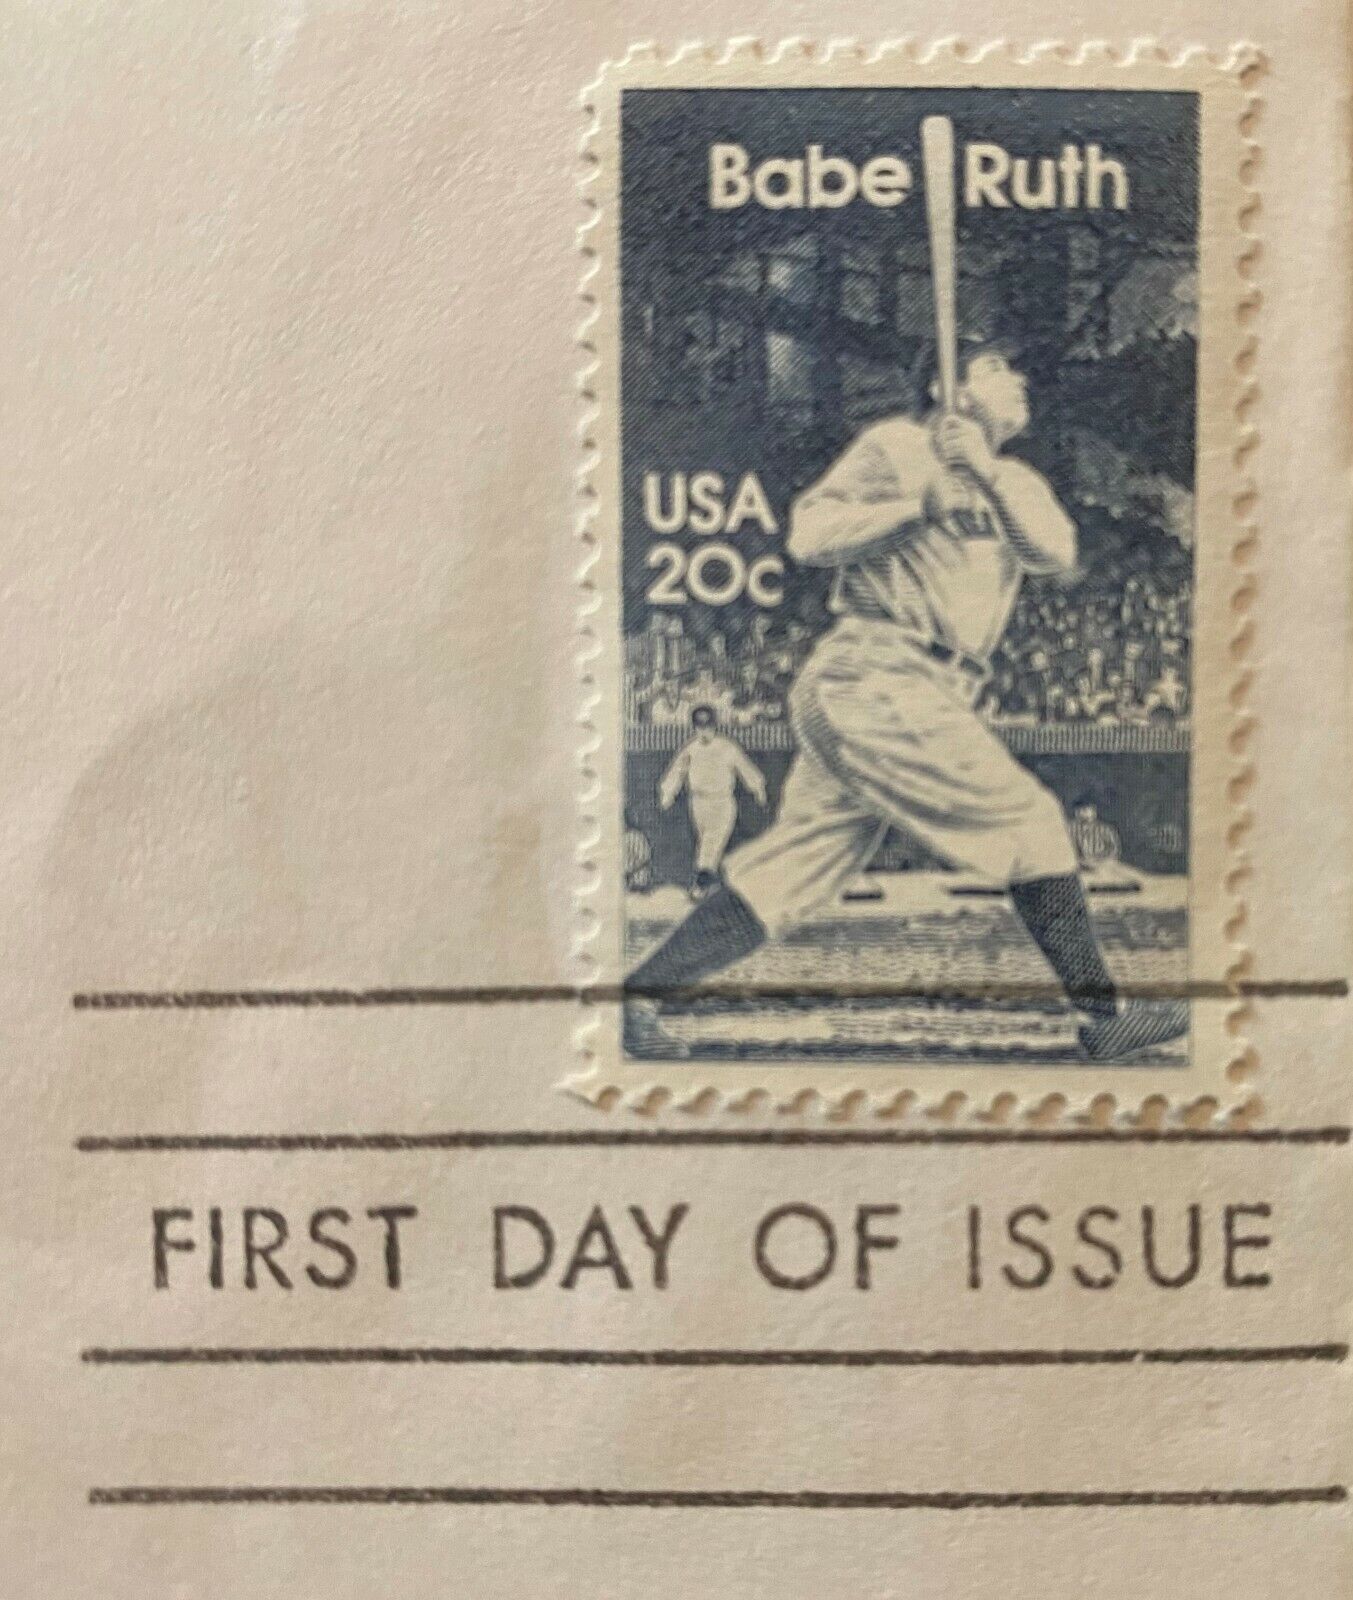 Babe Ruth
USA
20c
FIRST DAY OF ISSUE